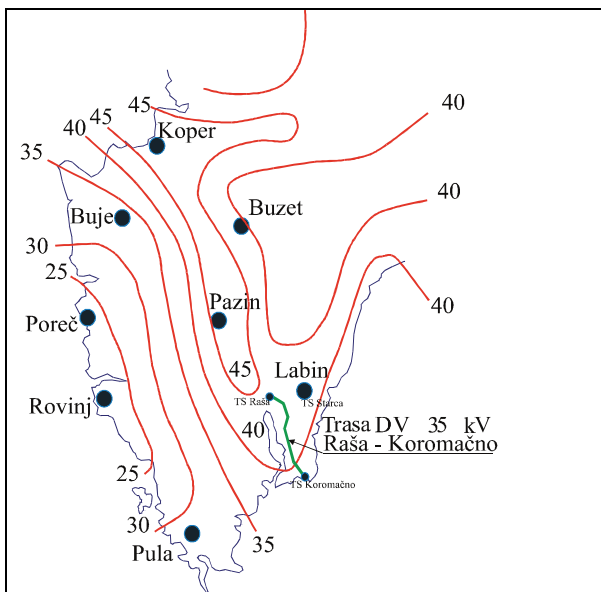 45
40
45
Koper
40
35
40
Buje
Buzet
30
25
40
Pazin
Poreč
45
Labin
TS Raša
TS Starca
Rovinj
Trasa DV 35 kV
40
Raša - Koromačno
25
TS Koromačno
30
35
Pula